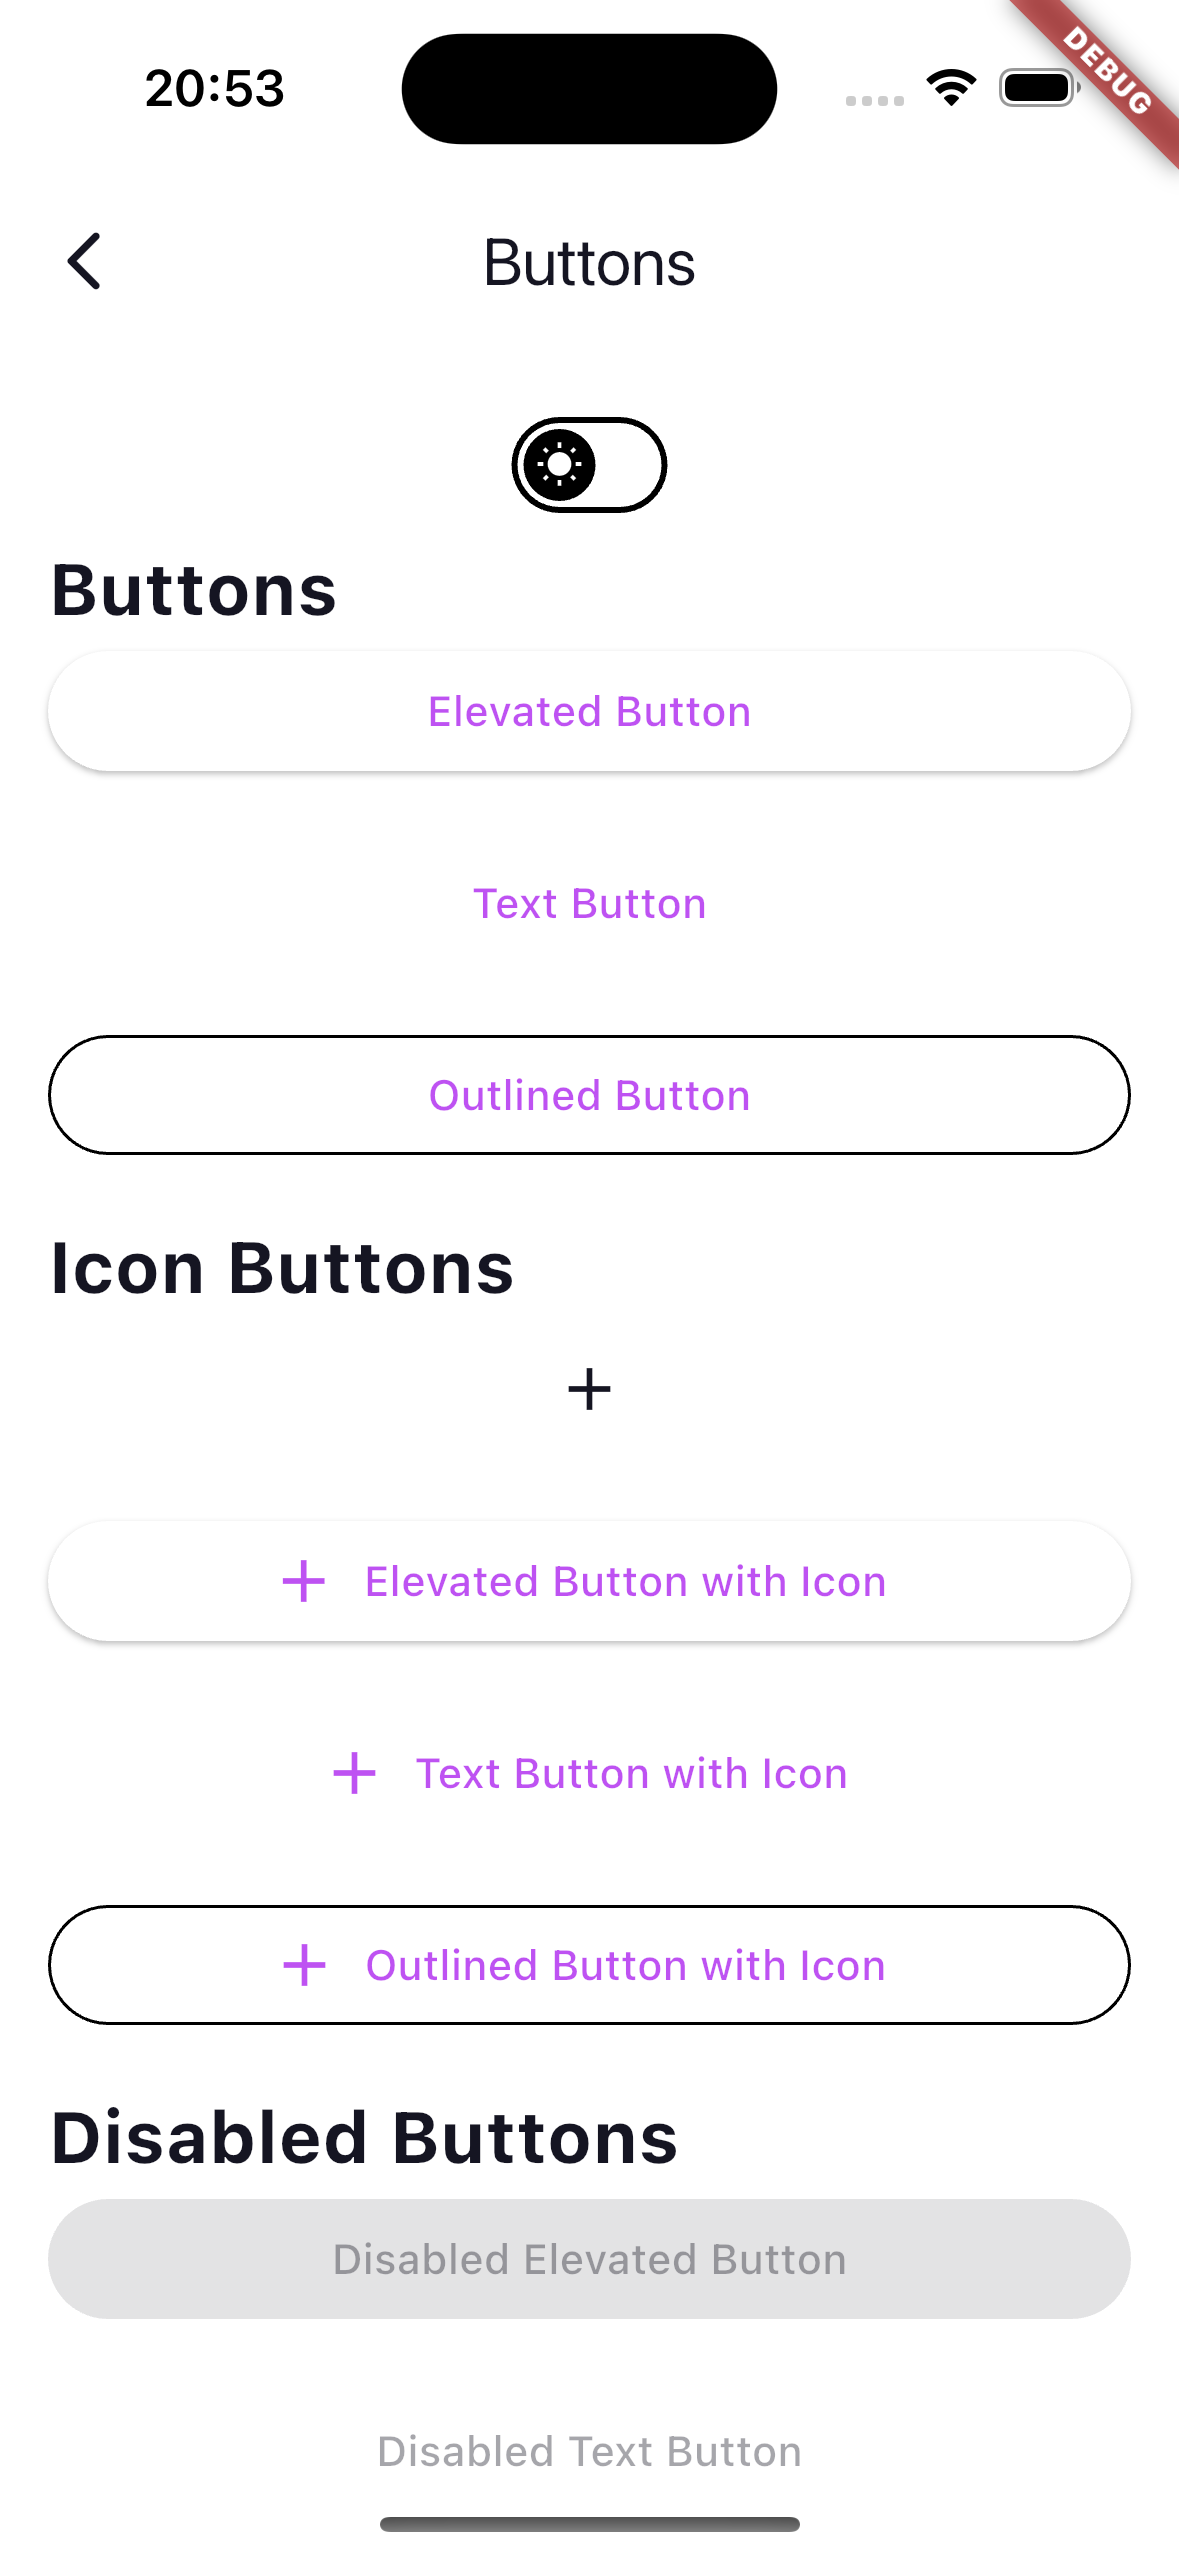 20:53
DEBUG
Buttons
Buttons
Elevated Button
Text Button
Outlined Button
Icon Buttons
Elevated Button with Icon
Text Button with Icon
Outlined Button with Icon
Disabled Buttons
Disabled Elevated Button
Disabled Text Button